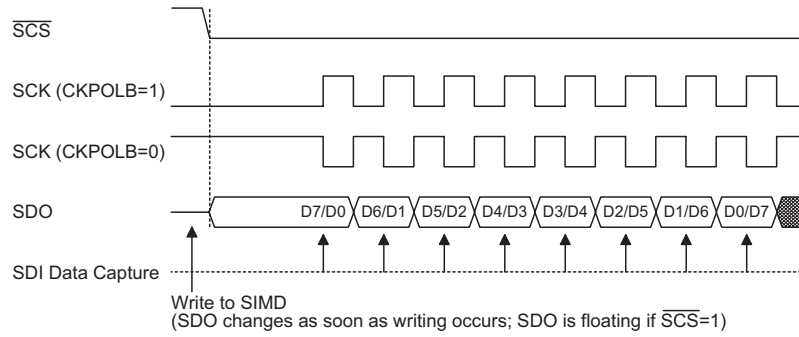 S̅C̅S̅
SCK (CKPOLB=1)
SCK (CKPOLB=0)
SDO D7/D0 D6/D1 D5/D2 D4/D3 D3/D4 D2/D5 D1/D6 D0/D7
SDI Data Capture
Write to SIMD
(SDO changes as soon as writing occurs; SDO is floating if S̅C̅S̅=1)